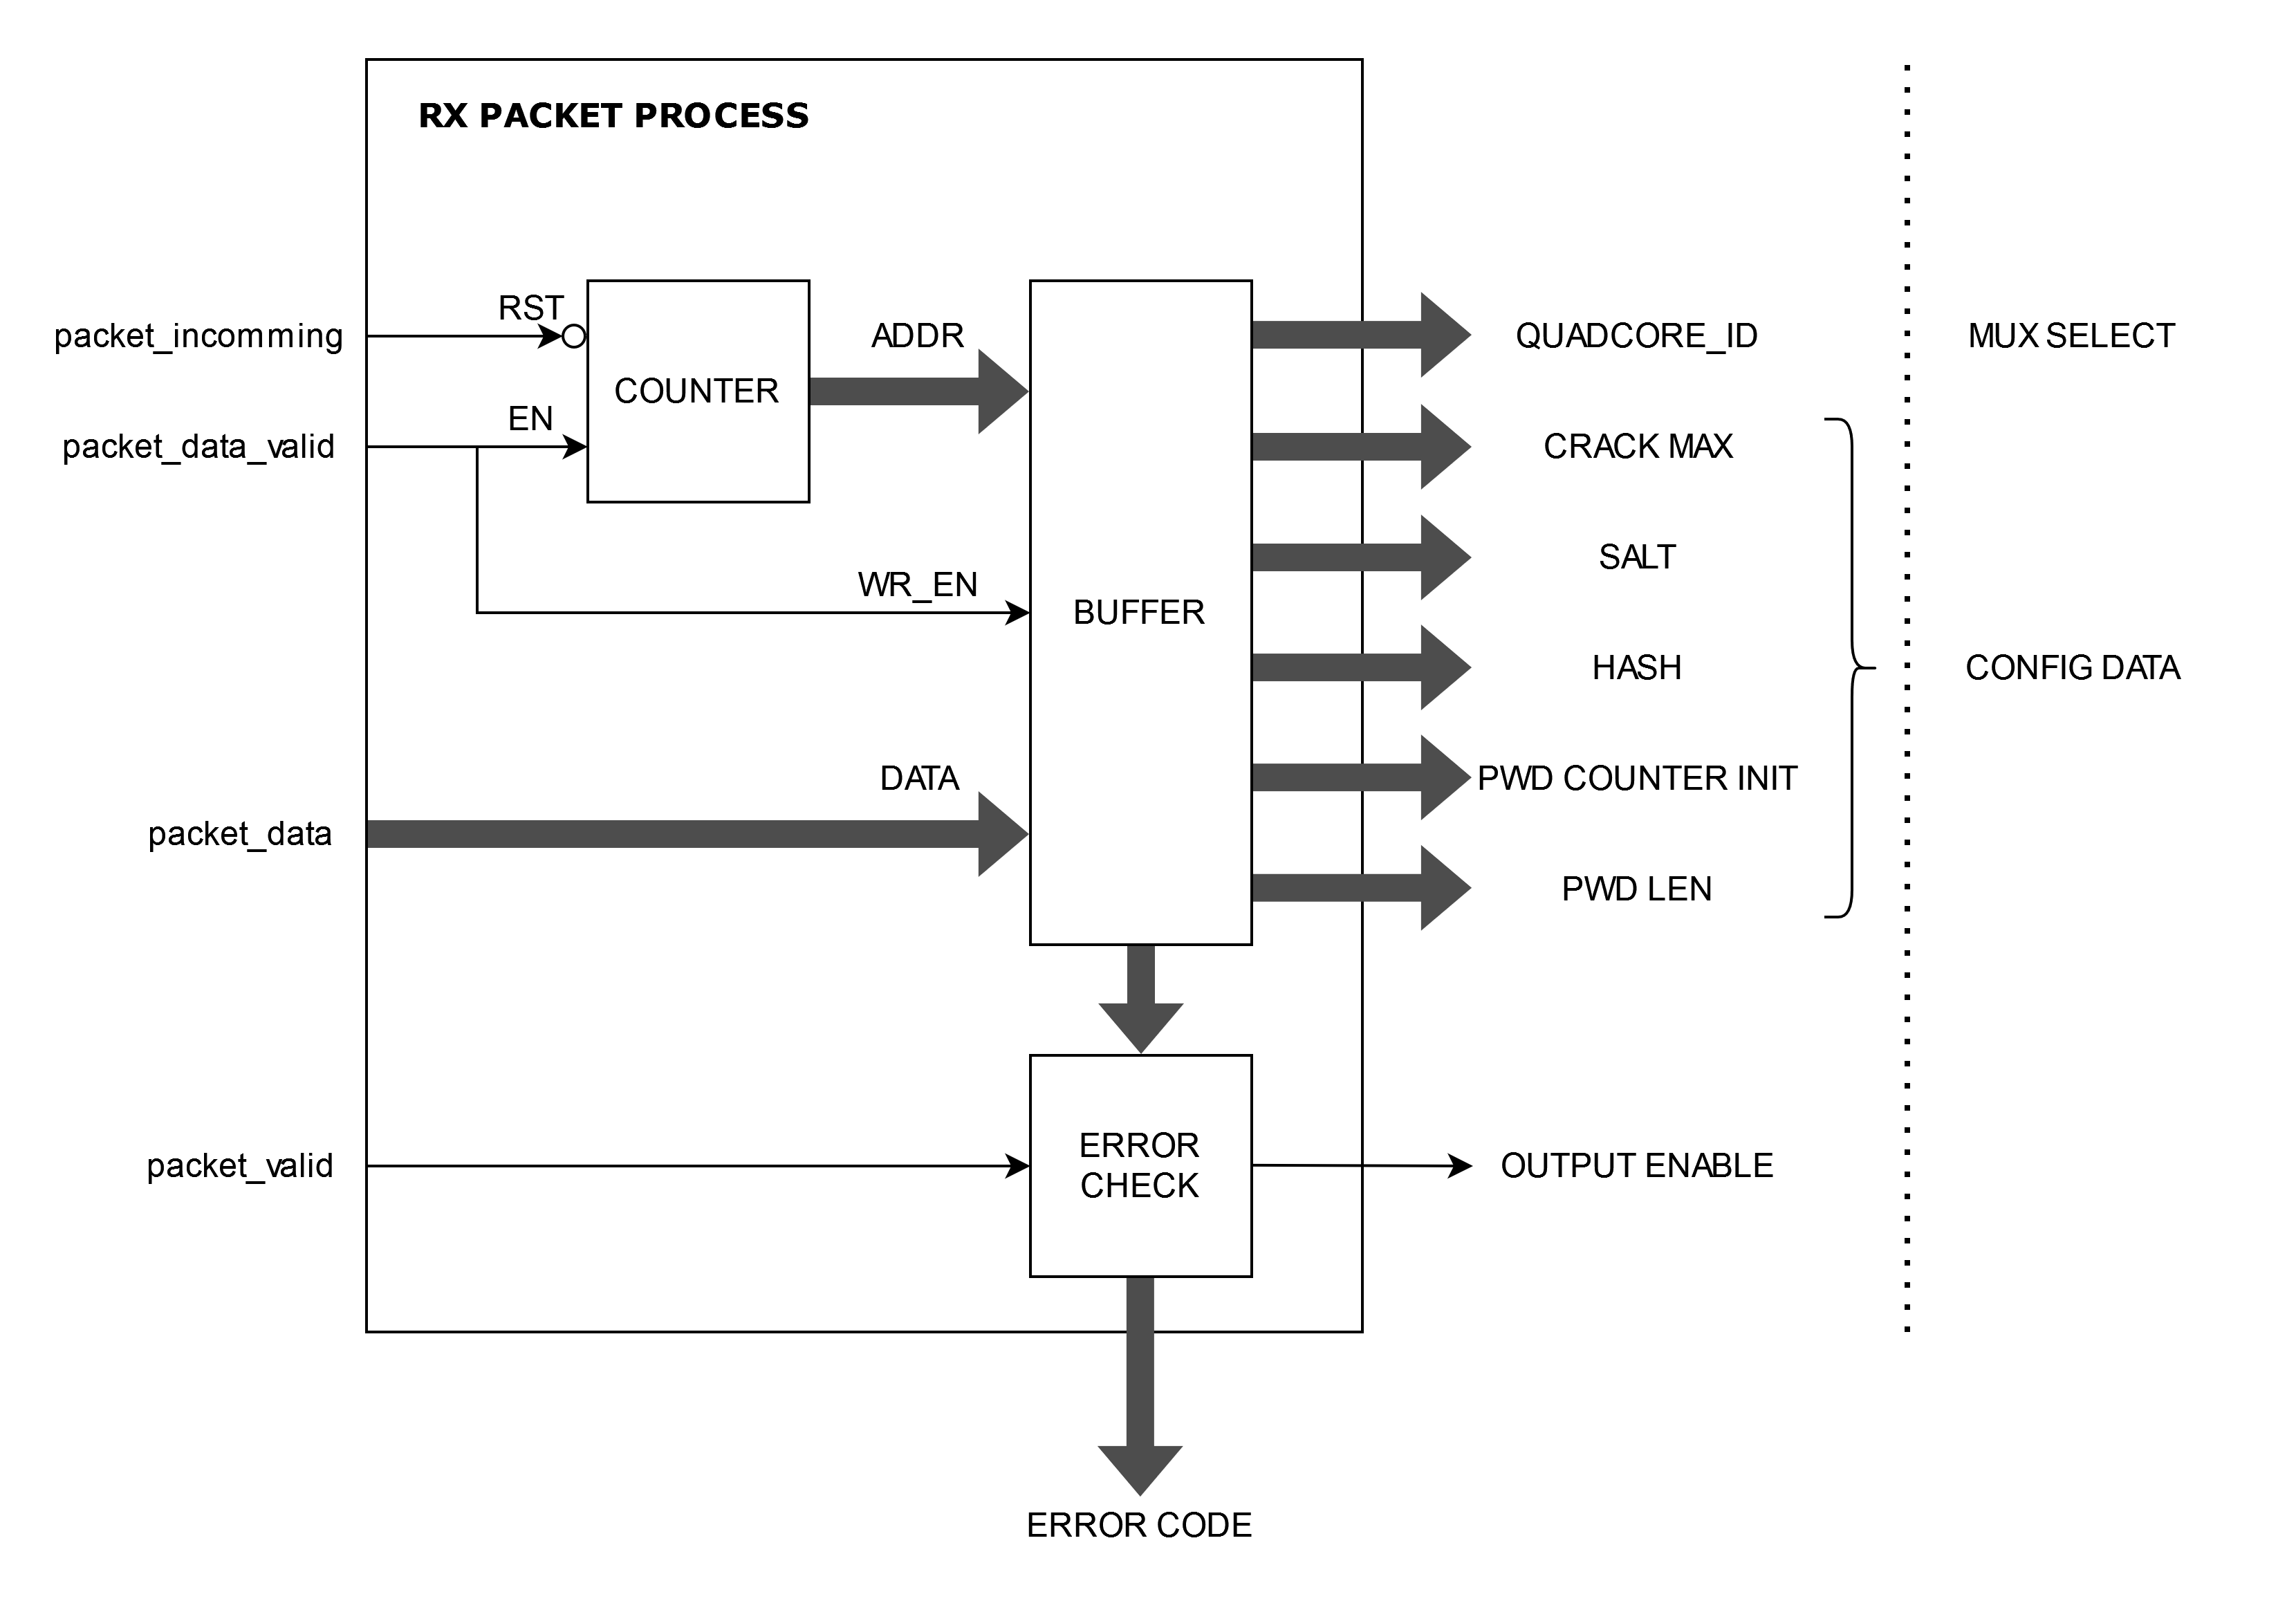 RX PACKET PROCESS
packet_incomming
RST
COUNTER
ADDR
QUADCORE_ID
MUX SELECT
packet_data_valid
EN
CRACK MAX
SALT
WR_EN
BUFFER
HASH
CONFIG DATA
DATA
PWD COUNTER INIT
packet_data
PWD LEN
packet_valid
ERROR
CHECK
OUTPUT ENABLE
ERROR CODE